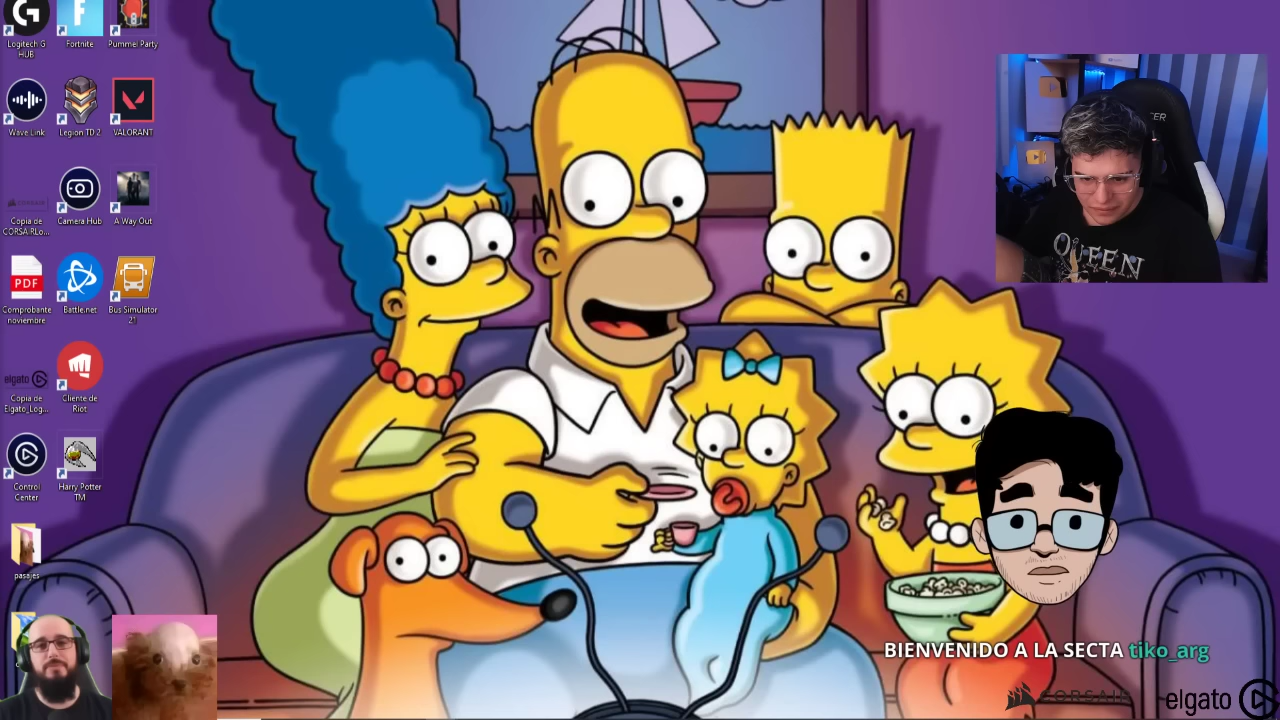 Logitech G
HUB
Fortnite
Pummel Party
Wave Link
Legion TD 2
VALORANT
Copia de
CORSAIRLo...
Camera Hub
A Way Out
PDF
Comprobante
noviembre
Battle.net
Bus Simulator
21
elgato
Copia de
Elgato_Log...
Cliente de
Riot
Control
Center
Harry Potter
TM
pasajes
QUEEN
BIENVENIDO A LA SECTA tiko_arg
CORSAIR
elgato